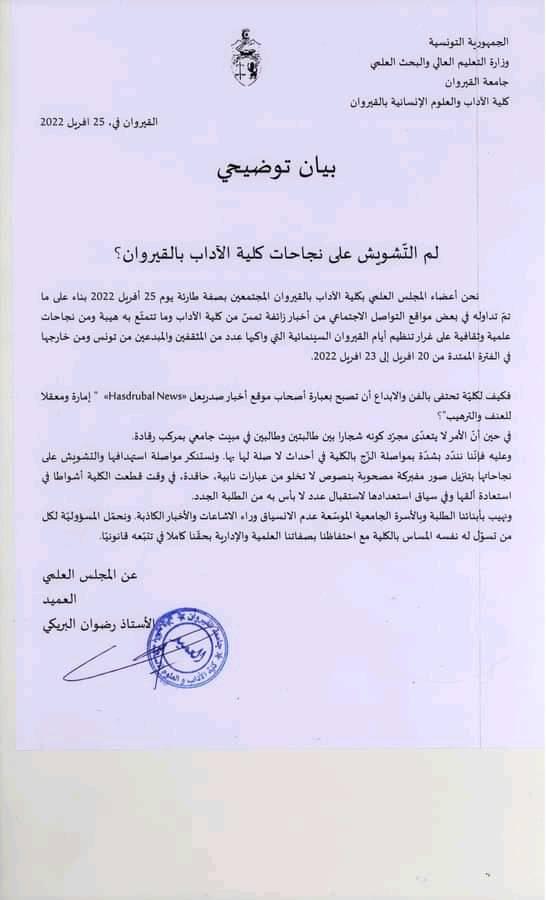 الجمهورية التونسية
وزارة التعليم العالي والبحث العلمي
جامعة القيروان
كلية الآداب والعلوم الإنسانية بالقيروان
القيروان في، 25 افريل 2022
بيان توضيحي
لم التّشويش على نجاحات كلية الآداب بالقيروان؟
نحن أعضاء المجلس العلمي بكلية الآداب بالقيروان المجتمعين بصفة طارئة يوم 25 أفريل 2022 بناء على ما
تمّ تداوله في بعض مواقع التواصل الاجتماعي من أخبار زائفة تمسّ من كلية الآداب وما تتمتّع به هيبة ومن نجاحات
علمية وثقافية على غرار تنظيم أيام القيروان السينمائية التي واكبها عدد من المثقفين والمبدعين من تونس ومن خارجها
في الفترة الممتدة من 20 افريل إلى 23 افريل 2022.
فكيف لكليّة تحتفى بالفن والابداع أن تصبح بعبارة أصحاب موقع أخبار صدربعل «Hasdrubal News» " إمارة ومعقلا
للعنف والترهيب"؟
في حين أنّ الأمر لا يتعدّى مجرّد كونه شجارا بين طالبتين وطالبين في مبيت جامعي بمركب رقادة.
وعليه فإنّنا نندّد بشدّة بمواصلة الزّج بالكلية في أحداث لا صلة لها بها. ونستنكر مواصلة استهدافها والتشويش على
نجاحاتها بتنزيل صور مفبركة مصحوبة بنصوص لا تخلو من عبارات نابية، حاقدة، في وقت قطعت الكلية أشواطا في
استعادة ألقها وفي سياق استعدادها لاستقبال عدد لا بأس به من الطلبة الجدد.
ونهيب بأبنائنا الطلبة وبالأسرة الجامعية الموسّعة عدم الانسياق وراء الاشاعات والأخبار الكاذبة. ونحمّل المسؤوليّة لكل
من تسوّل له نفسه المساس بالكلية مع احتفاظنا بصفاتنا العلمية والإدارية بحقّنا كاملا في تتبّعه قانونيّا.
عن المجلس العلمي
العميد
الأستاذ رضوان البريكي
العميد